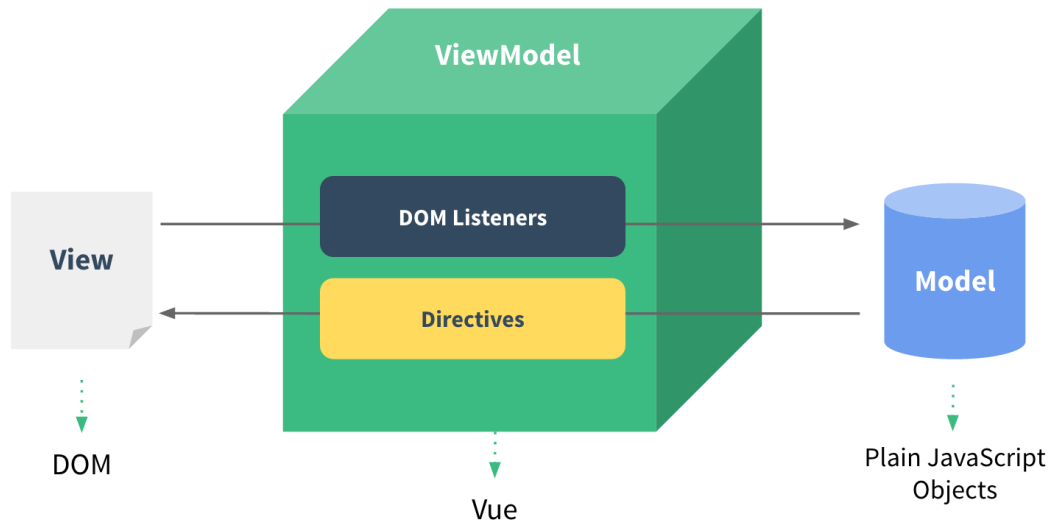 ViewModel
DOM Listeners
View
Directives
Model
DOM
Vue
Plain JavaScript
Objects